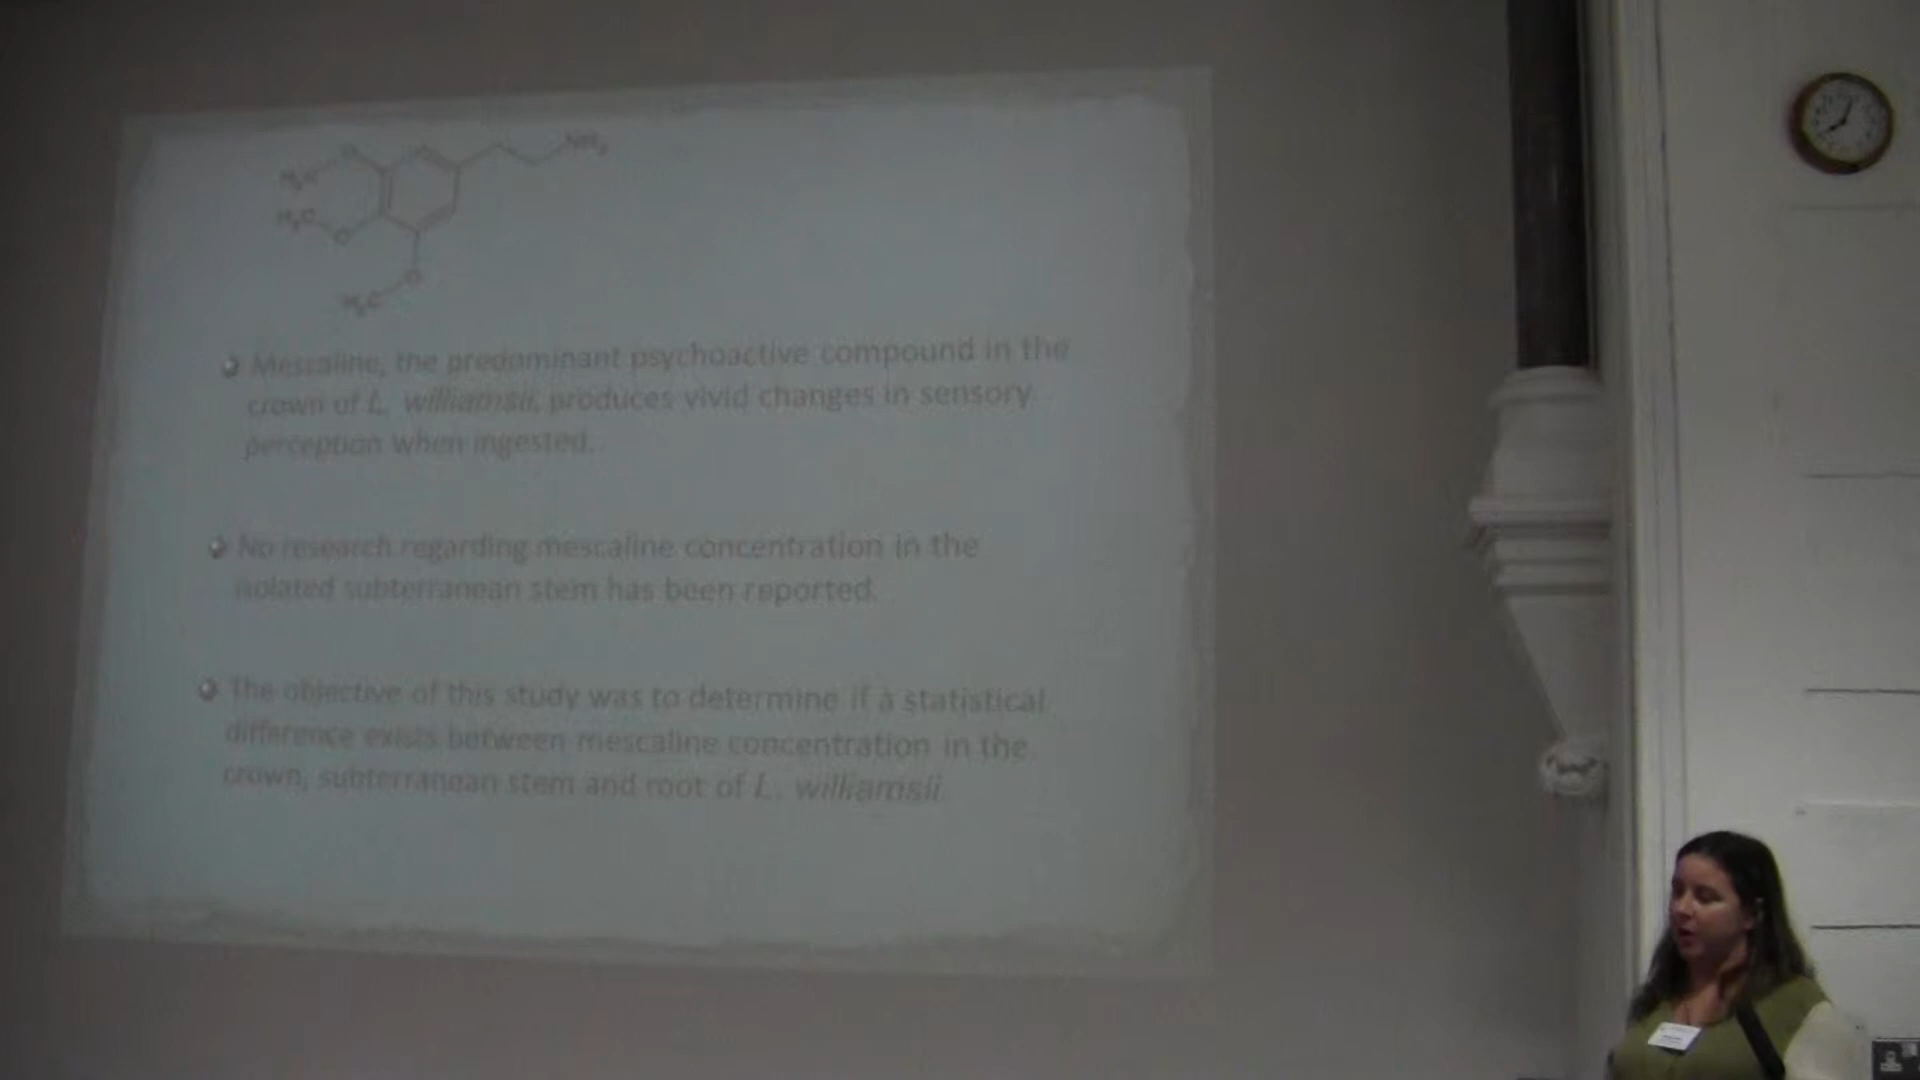 NH₂
O
H₃C
H₃C
O
O
H₃C
Mescaline, the predominant psychoactive compound in the
crown of L. williamsii, produces vivid changes in sensory
perception when ingested.
No research regarding mescaline concentration in the
isolated subterranean stem has been reported.
The objective of this study was to determine if a statistical
difference exists between mescaline concentration in the
crown, subterranean stem and root of L. williamsii.